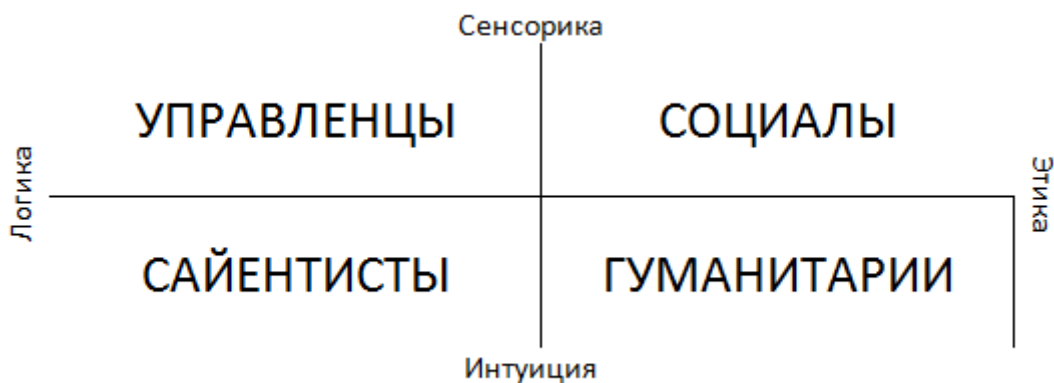 Сенсорика
УПРАВЛЕНЦЫ
СОЦИАЛЫ
Логика
Этика
САЙЕНТИСТЫ
ГУМАНИТАРИИ
Интуиция